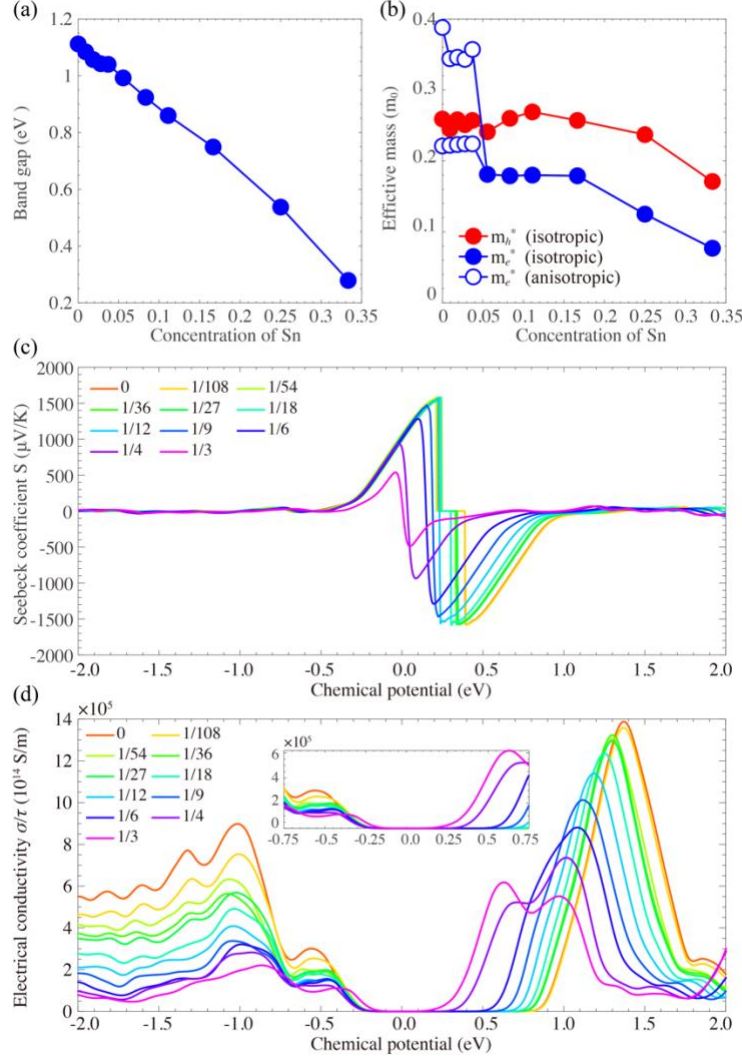 (a)
1.2
1
0.8
0.6
0.4
0.2
Band gap (eV )
0 0.05 0.1 0.15 0.2 0.25 0.3 0.35
Concentration of Sn
(b)
0.4
0.3
0.2
0.1
0
Effictive mass (m0)
m_h* (isotropic)
m_e* (isotropic)
m_e* (anisotropic)
0 0.05 0.1 0.15 0.2 0.25 0.3 0.35
Concentration of Sn
(c)
2000
1500
1000
500
0
-500
-1000
-1500
-2000
Seebeck coefficient S (μV/K)
0 1/108 1/54
1/36 1/27 1/18
1/12 1/9 1/6
1/4 1/3
-2.0 -1.5 -1.0 -0.5 0.0 0.5 1.0 1.5 2.0
Chemical potential (eV)
(d)
×10⁵
14
12
10
8
6
4
2
0
Electrical conductivity σ/τ (10¹⁴ S/m)
0 1/108
1/54 1/36
1/27 1/18
1/12 1/9
1/6 1/4
1/3
×10⁵
6
4
2
0
-0.75 -0.5 -0.25 0.0 0.25 0.5 0.75
-2.0 -1.5 -1.0 -0.5 0.0 0.5 1.0 1.5 2.0
Chemical potential (eV)